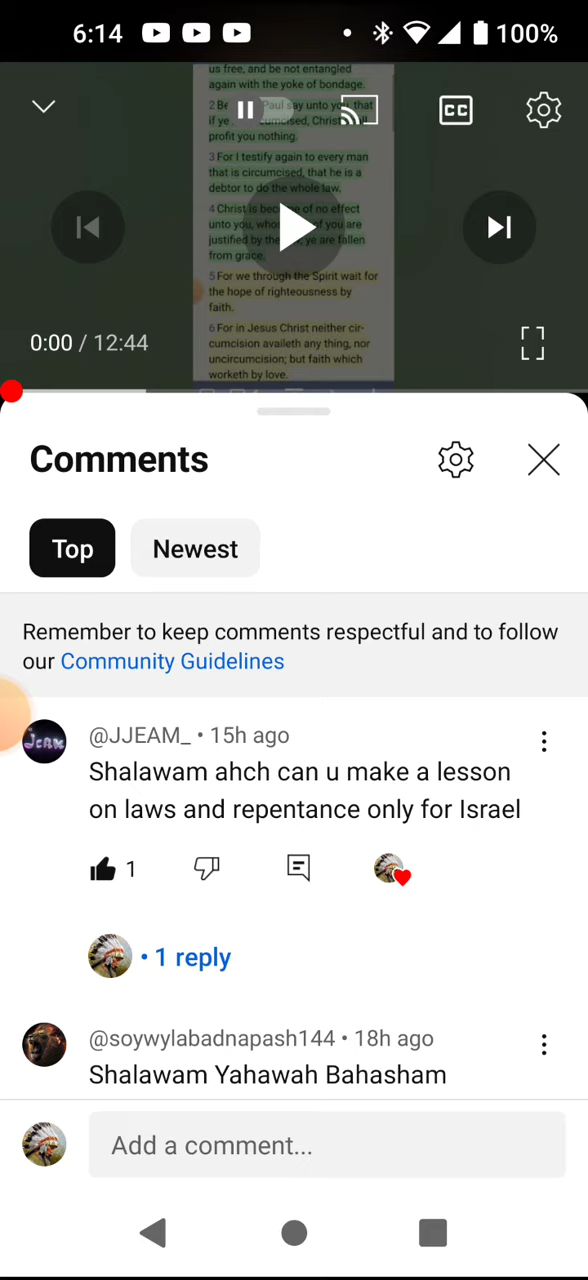 6:14
100%
us free, and be not entangled
again with the yoke of bondage.
2 Be Paul say unto you, that
if ye cumcised, Christ
profit you nothing.
3 For I testify again to every man
that is circumcised, that he is a
debtor to do the whole law.
4 Christ is become of no effect
unto you, of you are
justified by the ye are fallen
from grace.
5 For we through the Spirit wait for
the hope of righteousness by
faith.
6 For in Jesus Christ neither cir-
cumcision availeth any thing, nor
uncircumcision; but faith which
worketh by love.
CC
0:00 / 12:44
Comments
Top Newest
Remember to keep comments respectful and to follow
our Community Guidelines
Jeam
@JJEAM_ • 15h ago
Shalawam ahch can u make a lesson
on laws and repentance only for Israel
1
• 1 reply
@soywylabadnapash144 • 18h ago
Shalawam Yahawah Bahasham
Add a comment...